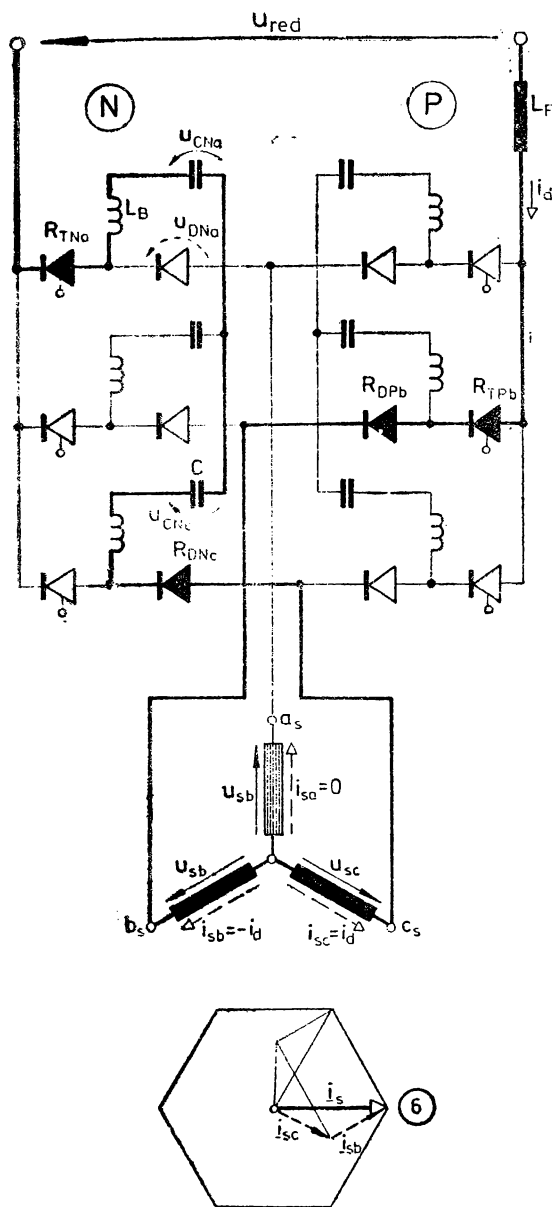 u_red
N
P
L_F
u_CNa
i_d
L_B
R_TNa
u_DNa
R_DPb
R_TPb
C
u_CNc
R_DNc
a_s
u_sb
i_sa=0
u_sb
u_sc
b_s
i_sb=-i_d
i_sc=i_d
c_s
i_s
6
i_sc
i_sb